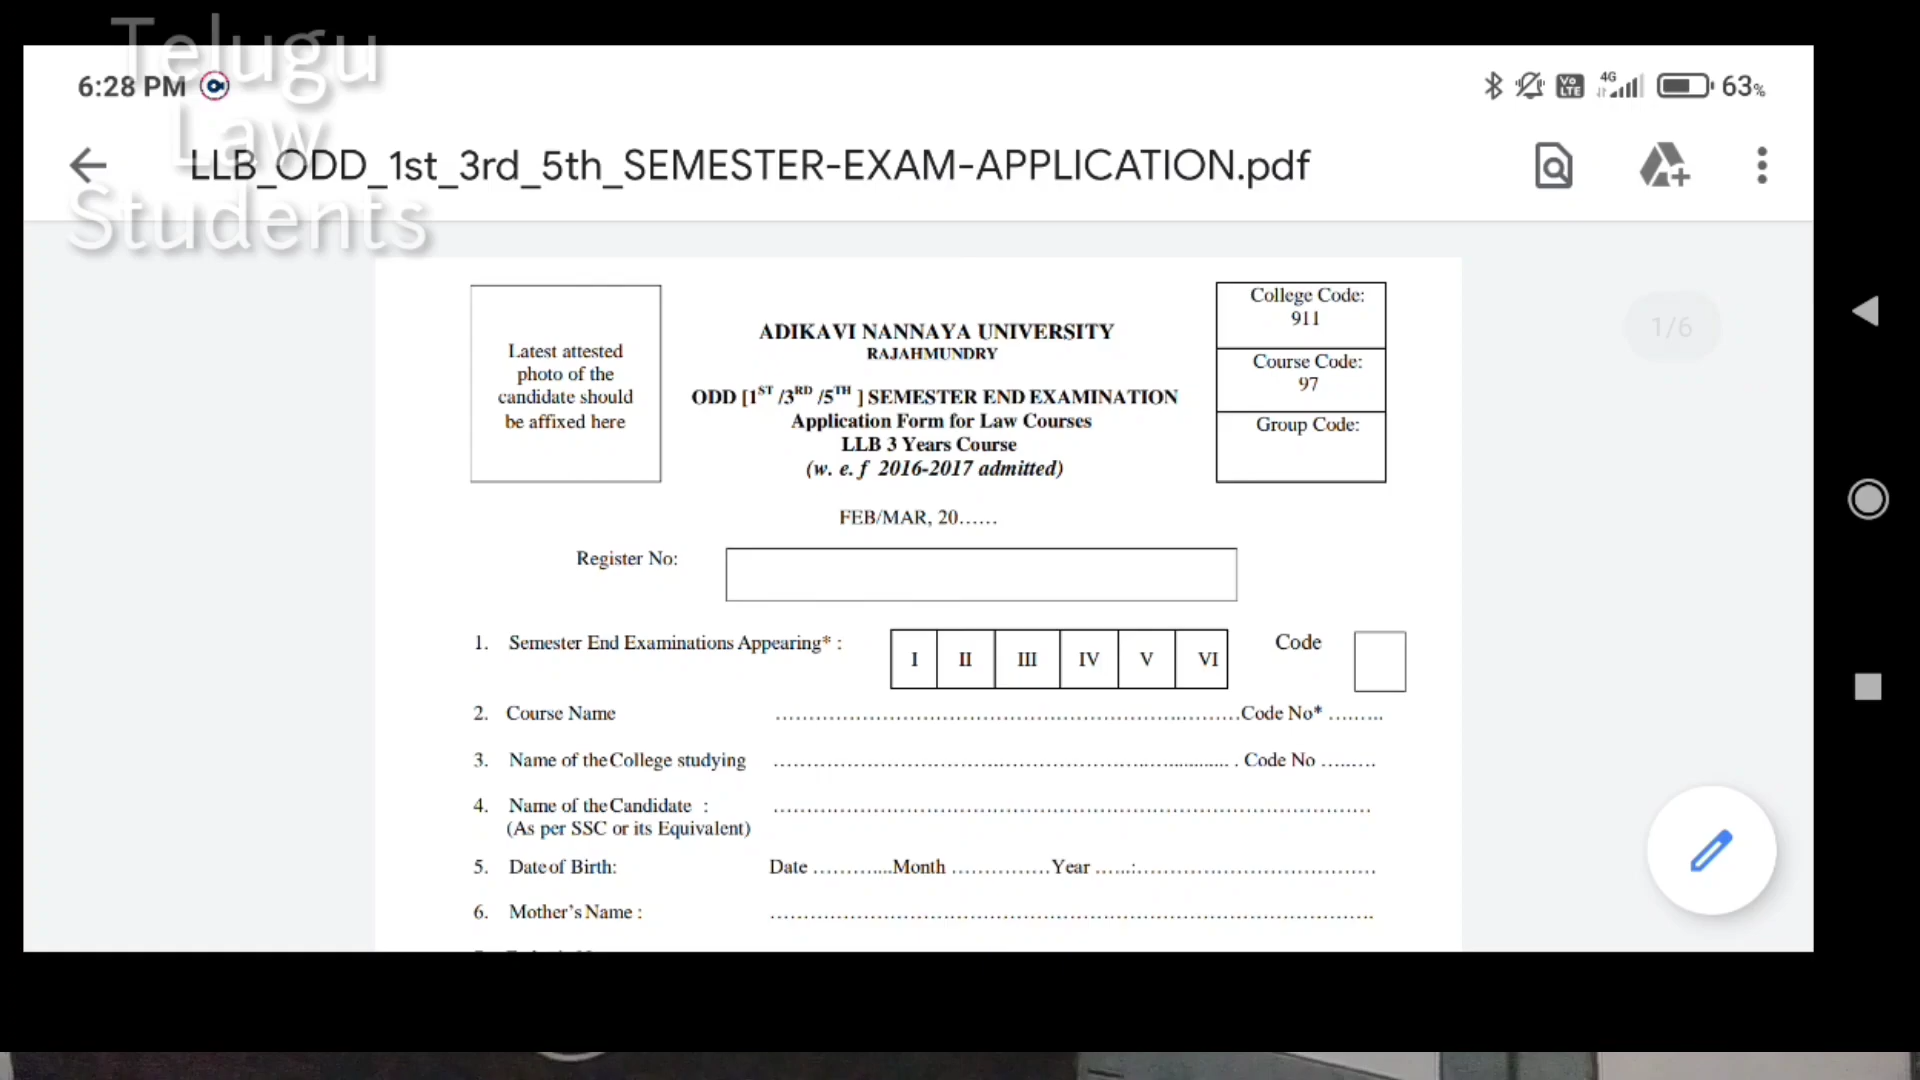 Telugu
Law
Students
6:28 PM
Vo
LTE
4G
63%
LLB_ODD_1st_3rd_5th_SEMESTER-EXAM-APPLICATION.pdf
1/6
Latest attested
photo of the
candidate should
be affixed here
ADIKAVI NANNAYA UNIVERSITY
RAJAHMUNDRY
ODD [1ST /3RD /5TH ] SEMESTER END EXAMINATION
Application Form for Law Courses
LLB 3 Years Course
(w. e. f 2016-2017 admitted)
College Code:
911
Course Code:
97
Group Code:
FEB/MAR, 20……
Register No:
1. Semester End Examinations Appearing* : I II III IV V VI Code
2. Course Name ……………………………………………………………Code No* ………
3. Name of the College studying …………………………………………………………… . Code No ………
4. Name of the Candidate : ……………………………………………………………………………
(As per SSC or its Equivalent)
5. Date of Birth: Date …………Month ……………Year ……:………………………………
6. Mother's Name : ……………………………………………………………………………